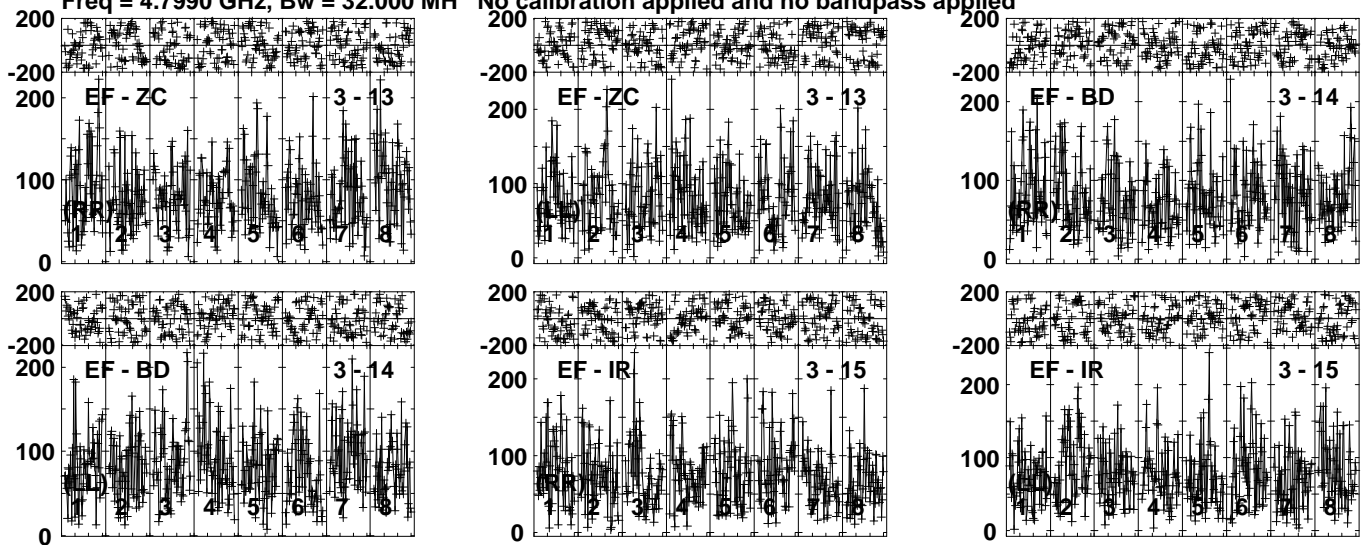 Freq = 4.7990 GHz, Bw = 32.000 MH No calibration applied and no bandpass applied
200
-200
200
100
0
EF - ZC 3 - 13
(RR)
1 2 3 4 5 6 7 8
200
-200
200
100
0
EF - ZC 3 - 13
(LL)
1 2 3 4 5 6 7 8
200
-200
200
100
0
EF - BD 3 - 14
(RR)
1 2 3 4 5 6 7 8
200
-200
200
100
0
EF - BD 3 - 14
(LL)
1 2 3 4 5 6 7 8
200
-200
200
100
0
EF - IR 3 - 15
(RR)
1 2 3 4 5 6 7 8
200
-200
200
100
0
EF - IR 3 - 15
(LL)
1 2 3 4 5 6 7 8